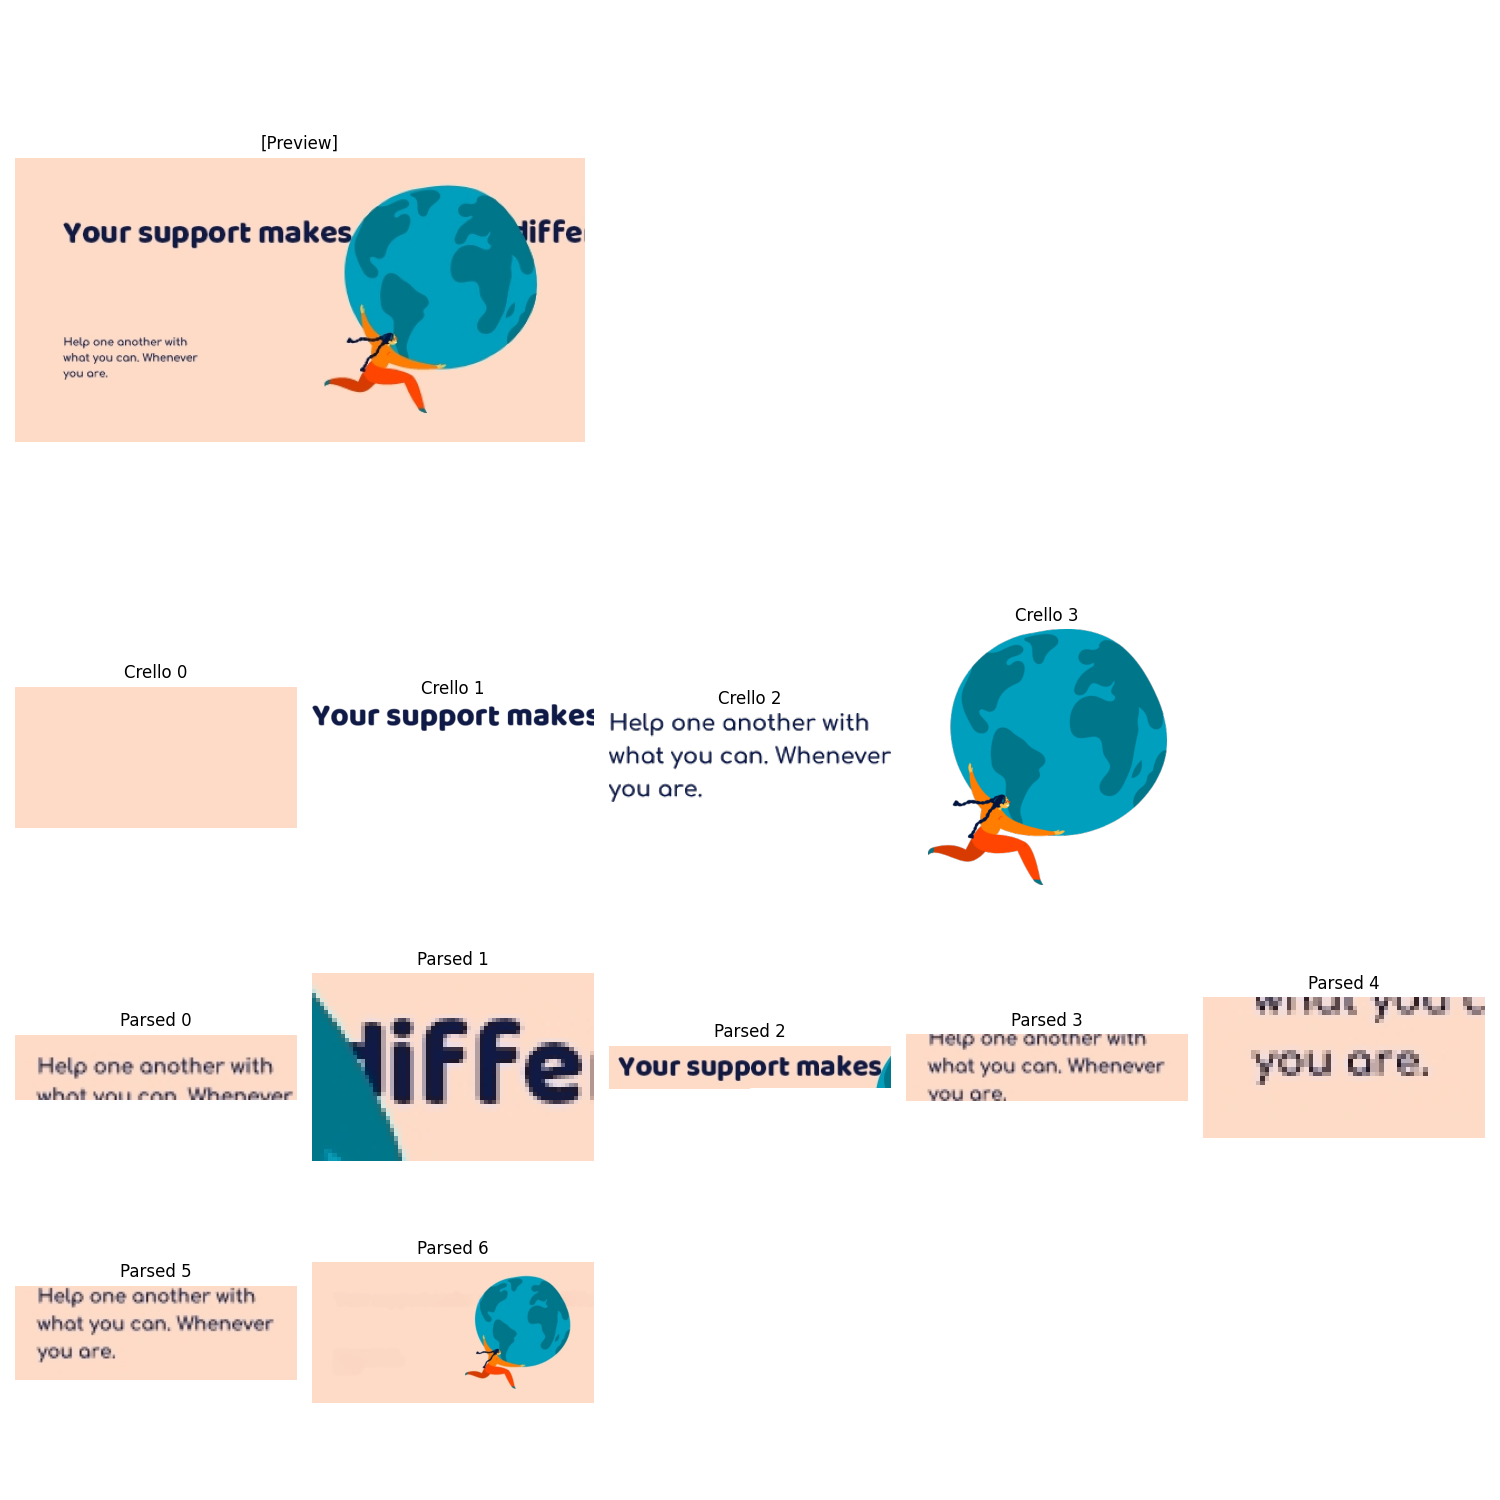 [Preview]
Your support makes
diffe
Help one another with
what you can. Whenever
you are.
Crello 0
Crello 1
Your support makes
Crello 2
Help one another with
what you can. Whenever
you are.
Crello 3
Parsed 0
Help one another with
what you can. Whenever
Parsed 1
diffe
Parsed 2
Your support makes
Parsed 3
Help one another with
what you can. Whenever
you are.
Parsed 4
what you c
you are.
Parsed 5
Help one another with
what you can. Whenever
you are.
Parsed 6